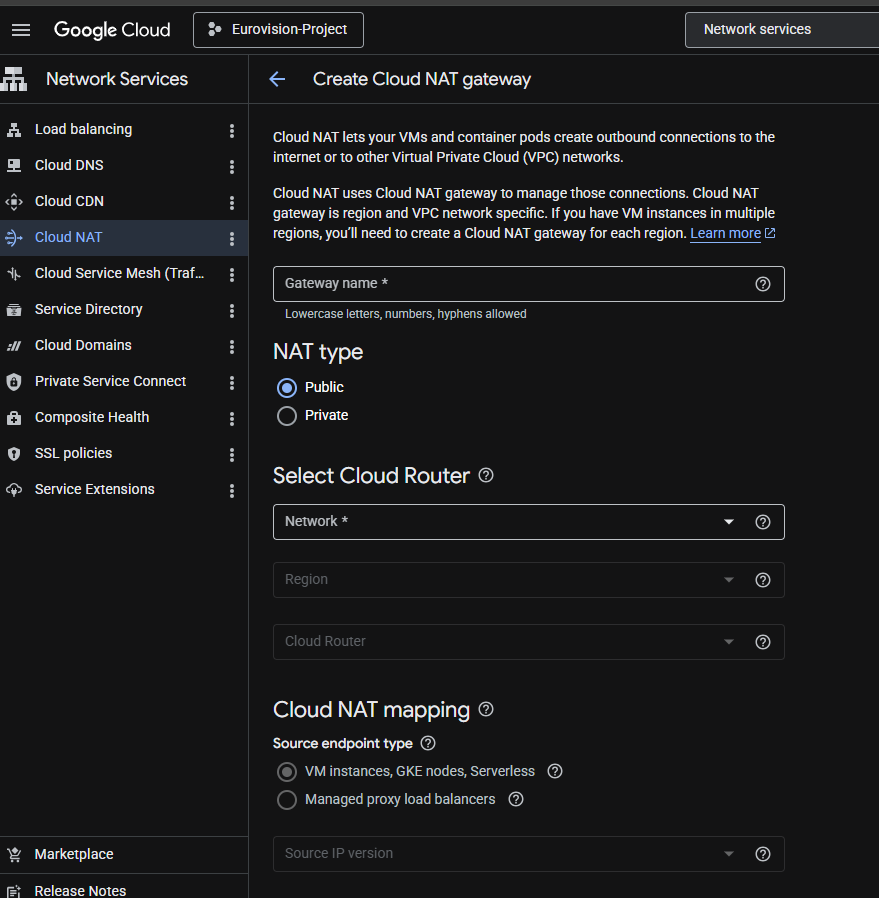 Google Cloud
Eurovision-Project
Network services
Network Services
Create Cloud NAT gateway
Load balancing
Cloud DNS
Cloud CDN
Cloud NAT
Cloud Service Mesh (Traf...
Service Directory
Cloud Domains
Private Service Connect
Composite Health
SSL policies
Service Extensions
Marketplace
Release Notes
Cloud NAT lets your VMs and container pods create outbound connections to the
internet or to other Virtual Private Cloud (VPC) networks.
Cloud NAT uses Cloud NAT gateway to manage those connections. Cloud NAT
gateway is region and VPC network specific. If you have VM instances in multiple
regions, you'll need to create a Cloud NAT gateway for each region. Learn more
Gateway name *
Lowercase letters, numbers, hyphens allowed
NAT type
Public
Private
Select Cloud Router
Network *
Region
Cloud Router
Cloud NAT mapping
Source endpoint type
VM instances, GKE nodes, Serverless
Managed proxy load balancers
Source IP version